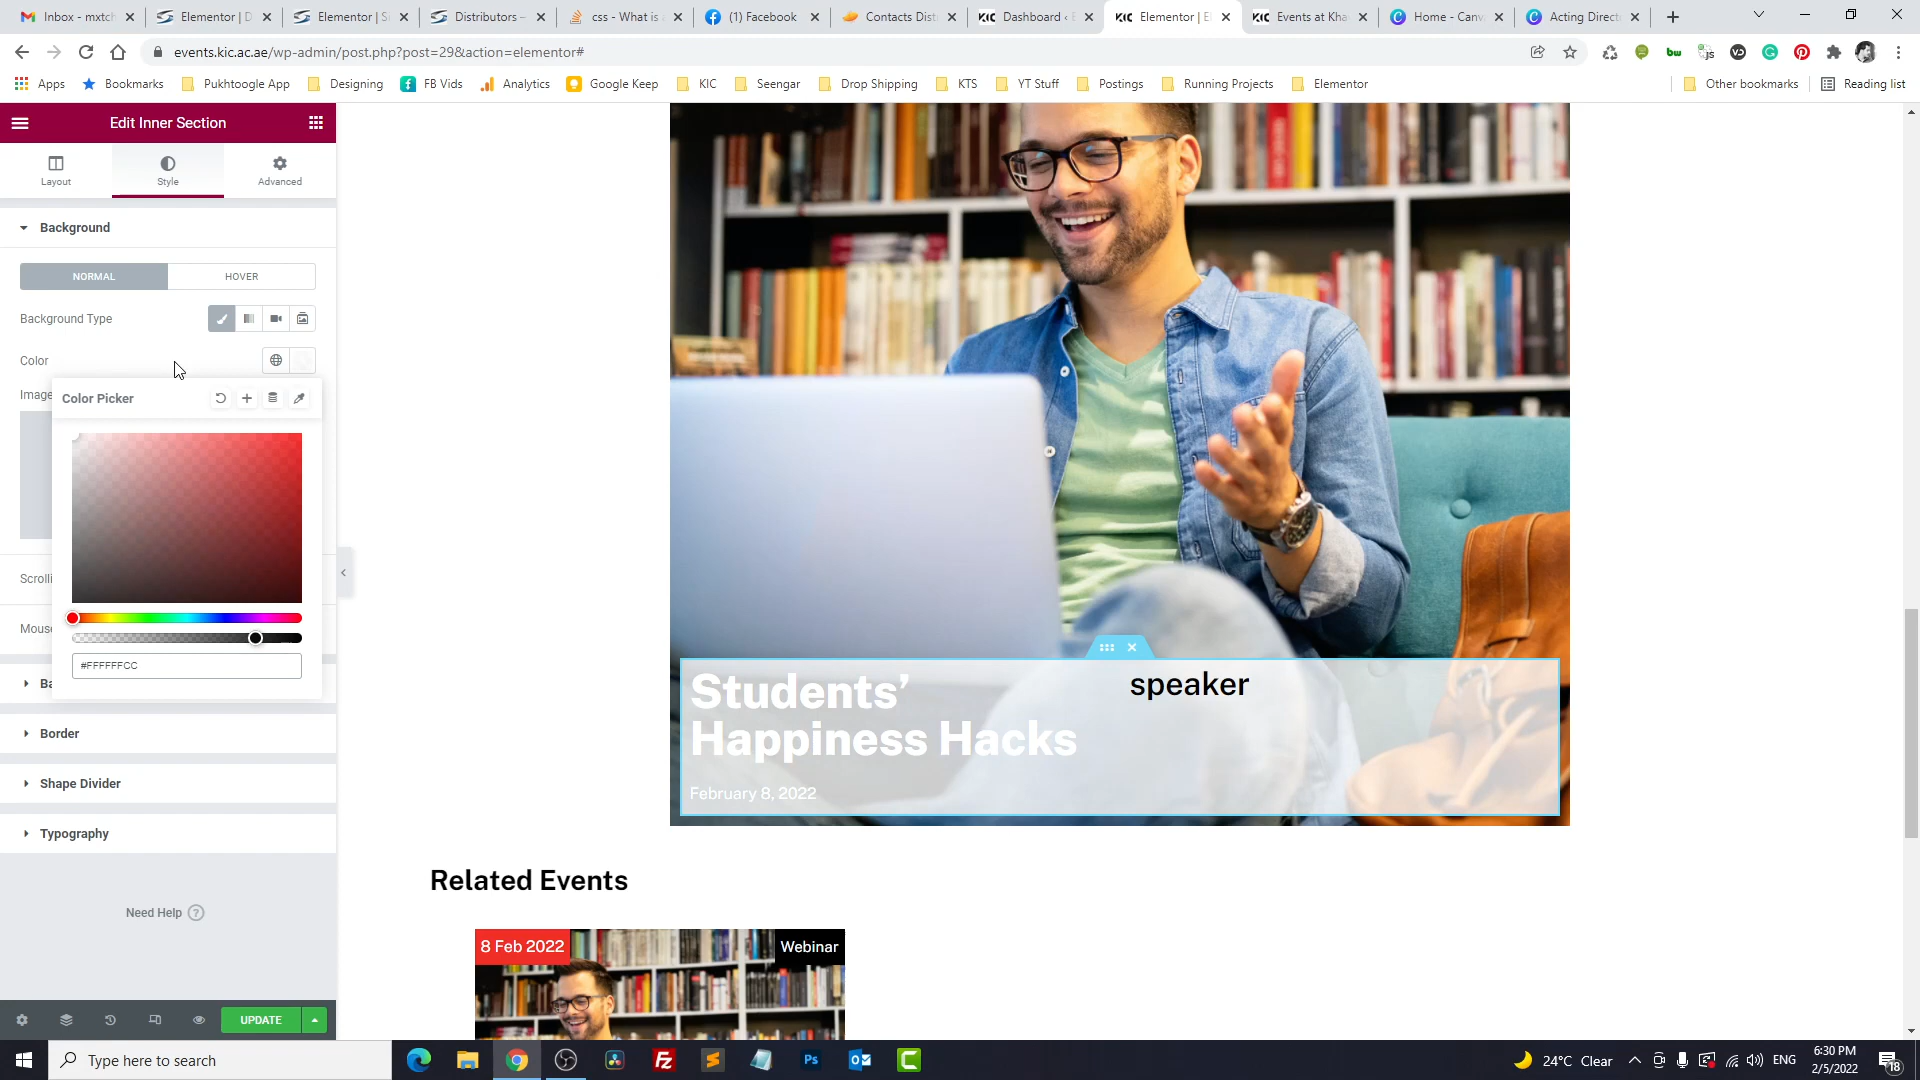 Inbox - mxtch
Elementor | D
Elementor | Si
Distributors –
css - What is
(1) Facebook
Contacts Dist
Dashboard ‹ E
Elementor | E
Events at Kha
Home - Canv
Acting Direct
events.kic.ac.ae/wp-admin/post.php?post=29&action=elementor#
Apps
Bookmarks
Pukhtoogle App
Designing
FB Vids
Analytics
Google Keep
KIC
Seengar
Drop Shipping
KTS
YT Stuff
Postings
Running Projects
Elementor
Other bookmarks
Reading list
Edit Inner Section
Layout
Style
Advanced
Background
NORMAL
HOVER
Background Type
Color
Image
Color Picker
Scrolli
Mouse
#FFFFFFCC
Ba
Border
Shape Divider
Typography
Need Help ?
UPDATE
Students’
Happiness Hacks
February 8, 2022
speaker
Related Events
8 Feb 2022
Webinar
Type here to search
24°C Clear
ENG
6:30 PM
2/5/2022
18